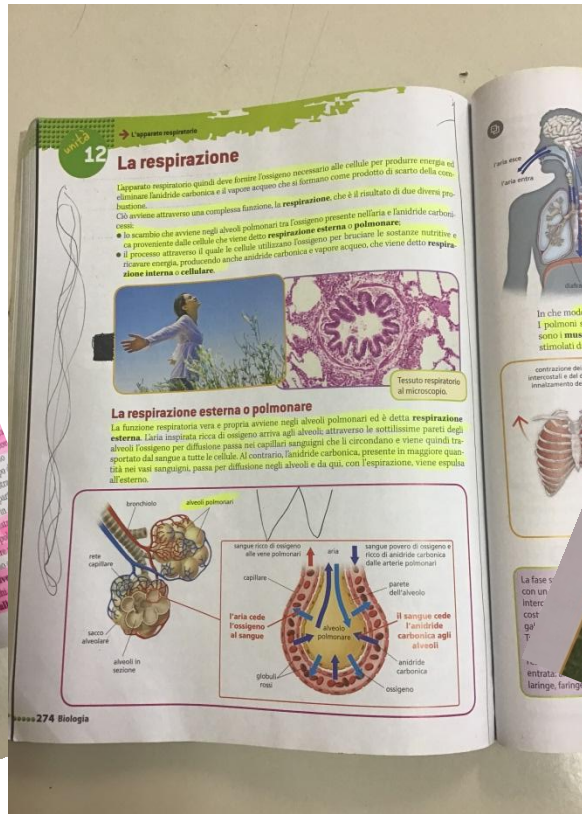 → L'apparato respiratorio
unità
12
La respirazione
L'apparato respiratorio quindi deve fornire l'ossigeno necessario alle cellule per produrre energia ed
eliminare l'anidride carbonica e il vapore acqueo che si formano come prodotto di scarto della com-
bustione.
Ciò avviene attraverso una complessa funzione, la respirazione, che è il risultato di due diversi pro-
cessi:
● lo scambio che avviene negli alveoli polmonari tra l'ossigeno presente nell'aria e l'anidride carboni-
ca proveniente dalle cellule che viene detto respirazione esterna o polmonare;
● il processo attraverso il quale le cellule utilizzano l'ossigeno per bruciare le sostanze nutritive e
ricavare energia, producendo anche anidride carbonica e vapore acqueo, che viene detto respira-
zione interna o cellulare.
Tessuto respiratorio
al microscopio.
La respirazione esterna o polmonare
La funzione respiratoria vera e propria avviene negli alveoli polmonari ed è detta respirazione
esterna. L'aria inspirata ricca di ossigeno arriva agli alveoli; attraverso le sottilissime pareti degli
alveoli l'ossigeno per diffusione passa nei capillari sanguigni che li circondano e viene quindi tra-
sportato dal sangue a tutte le cellule. Al contrario, l'anidride carbonica, presente in maggiore quan-
tità nei vasi sanguigni, passa per diffusione negli alveoli e da qui, con l'espirazione, viene espulsa
all'esterno.
bronchiolo
alveoli polmonari
rete
capillare
sacco
alveolare
alveoli in
sezione
sangue ricco di ossigeno
alle vene polmonari
aria
sangue povero di ossigeno e
ricco di anidride carbonica
dalle arterie polmonari
capillare
parete
dell'alveolo
l'aria cede
l'ossigeno
al sangue
alveolo
polmonare
il sangue cede
l'anidride
carbonica agli
alveoli
anidride
carbonica
globuli
rossi
ossigeno
274 Biologia
l'aria esce
l'aria entra
In che mod
I polmoni
sono i mus
stimolati d
contrazione dei
intercostali e del
innalzamento de
La fase s
con un
interc
cost
entrata:
laringe, faring